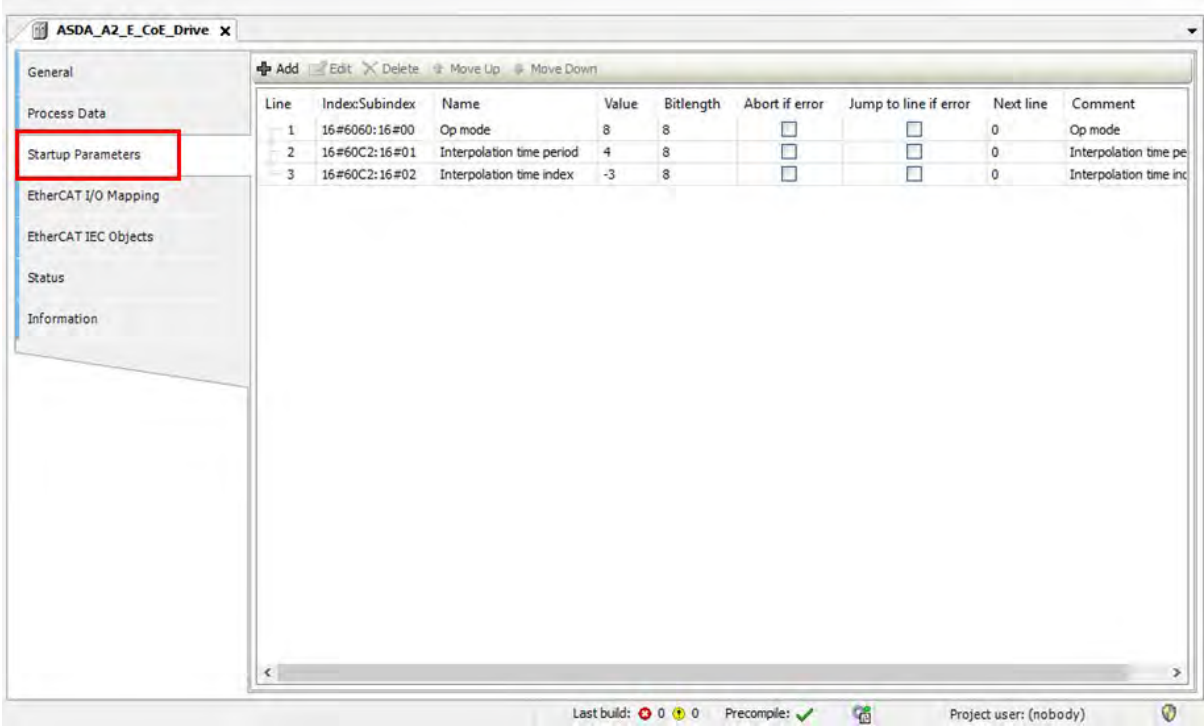 ASDA_A2_E_CoE_Drive x
General
Process Data
Startup Parameters
EtherCAT I/O Mapping
EtherCAT IEC Objects
Status
Information
Add Edit Delete Move Up Move Down
Line Index:Subindex Name Value Bitlength Abort if error Jump to line if error Next line Comment
1 16#6060:16#00 Op mode 8 8 0 Op mode
2 16#60C2:16#01 Interpolation time period 4 8 0 Interpolation time pe
3 16#60C2:16#02 Interpolation time index -3 8 0 Interpolation time ind
Last build: 0 0 Precompile: Project user: (nobody)